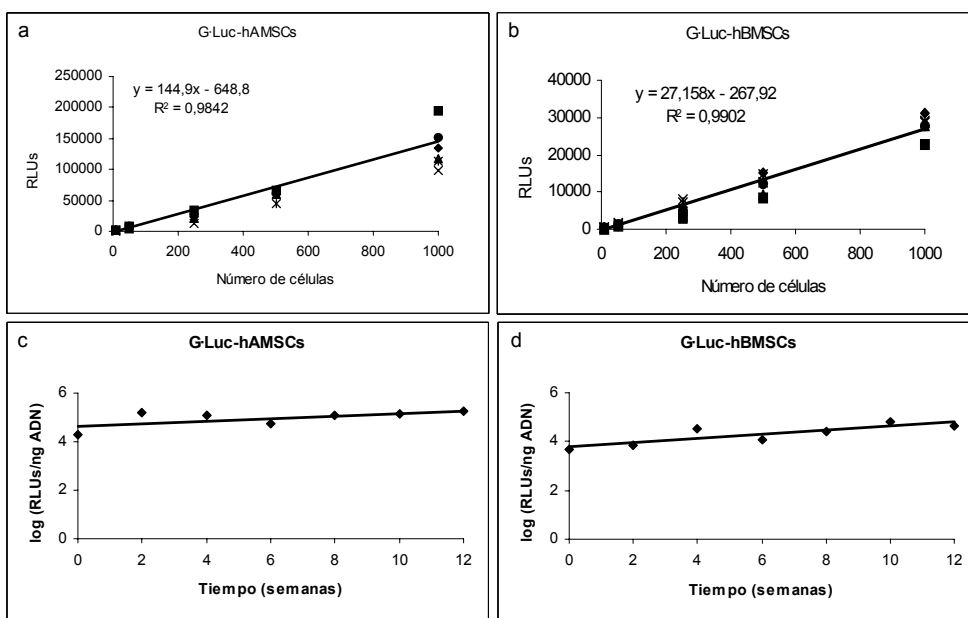 a
G·Luc-hAMSCs
y = 144,9x - 648,8
R² = 0,9842
RLUs
250000
200000
150000
100000
50000
0
0 200 400 600 800 1000
Número de células
b
G·Luc-hBMSCs
y = 27,158x - 267,92
R² = 0,9902
RLUs
40000
30000
20000
10000
0
0 200 400 600 800 1000
Número de células
c
G·Luc-hAMSCs
log (RLUs/ng ADN)
6
4
2
0
0 2 4 6 8 10 12
Tiempo (semanas)
d
G·Luc-hBMSCs
log (RLUs/ng ADN)
6
4
2
0
0 2 4 6 8 10 12
Tiempo (semanas)